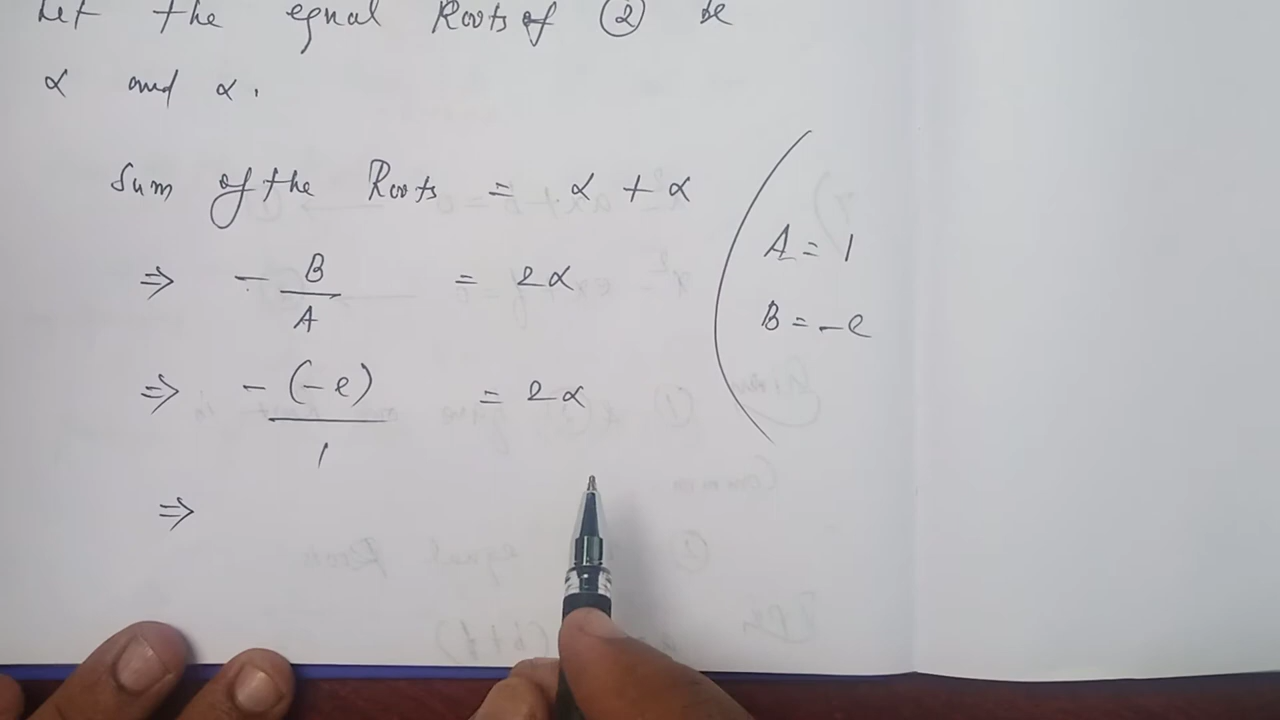 Let the equal Roots of ② be
α and α.
Sum of the Roots = α + α
⇒ - B/A = 2α
⇒ - (-e)/1 = 2α
⇒
A = 1
B = -e